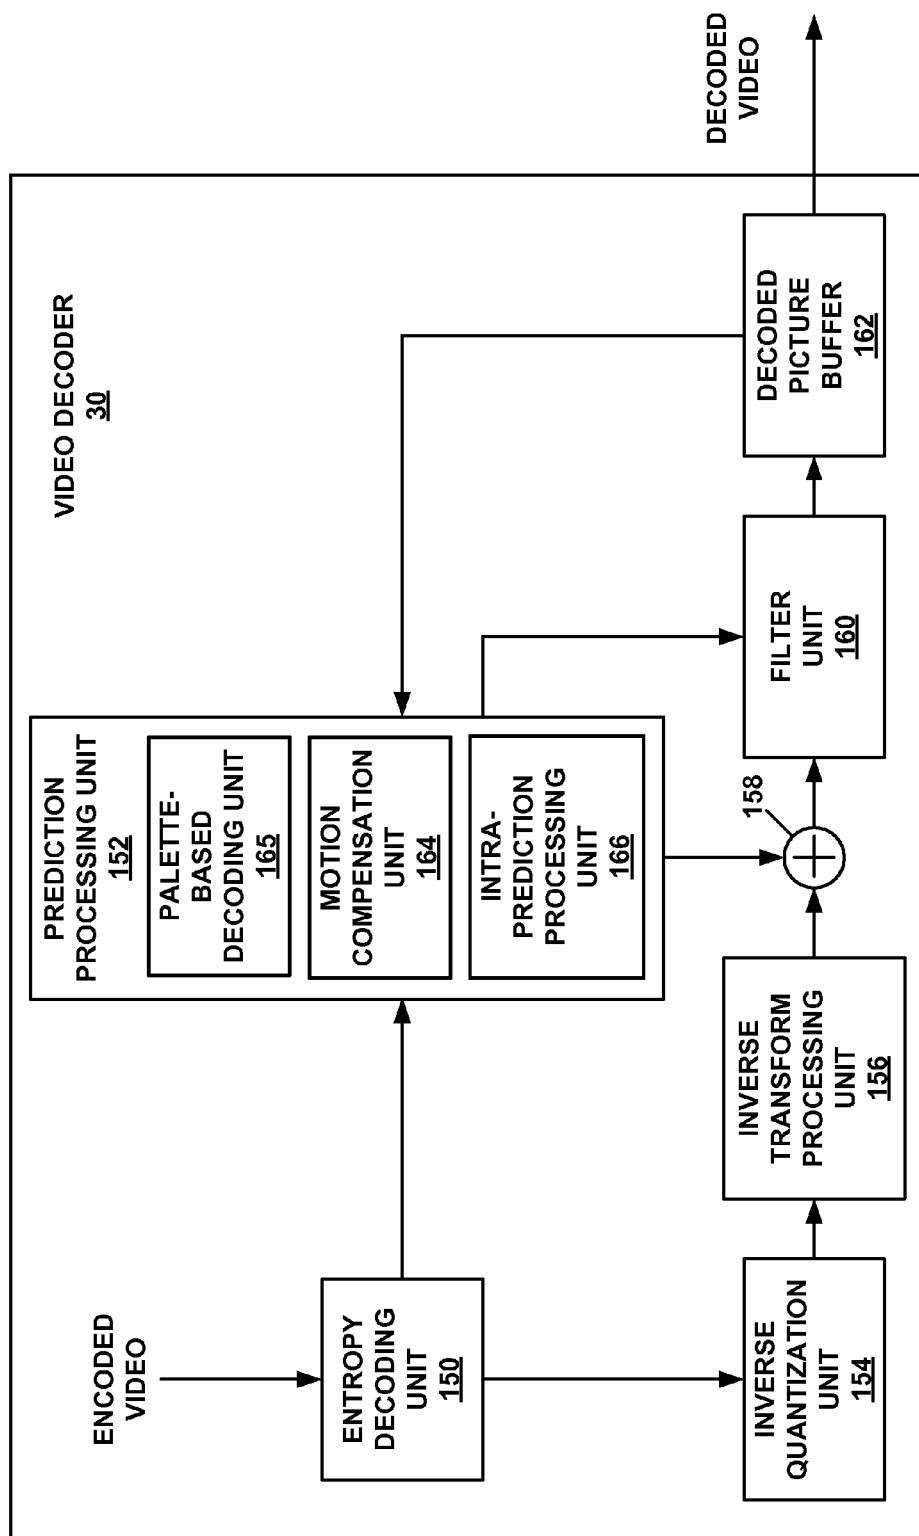 VIDEO DECODER
30
ENCODED
VIDEO
ENTROPY
DECODING
UNIT
150
PREDICTION
PROCESSING UNIT
152
PALETTE-
BASED
DECODING UNIT
165
MOTION
COMPENSATION
UNIT
164
INTRA-
PREDICTION
PROCESSING
UNIT
166
INVERSE
QUANTIZATION
UNIT
154
INVERSE
TRANSFORM
PROCESSING
UNIT
156
158
FILTER
UNIT
160
DECODED
PICTURE
BUFFER
162
DECODED
VIDEO